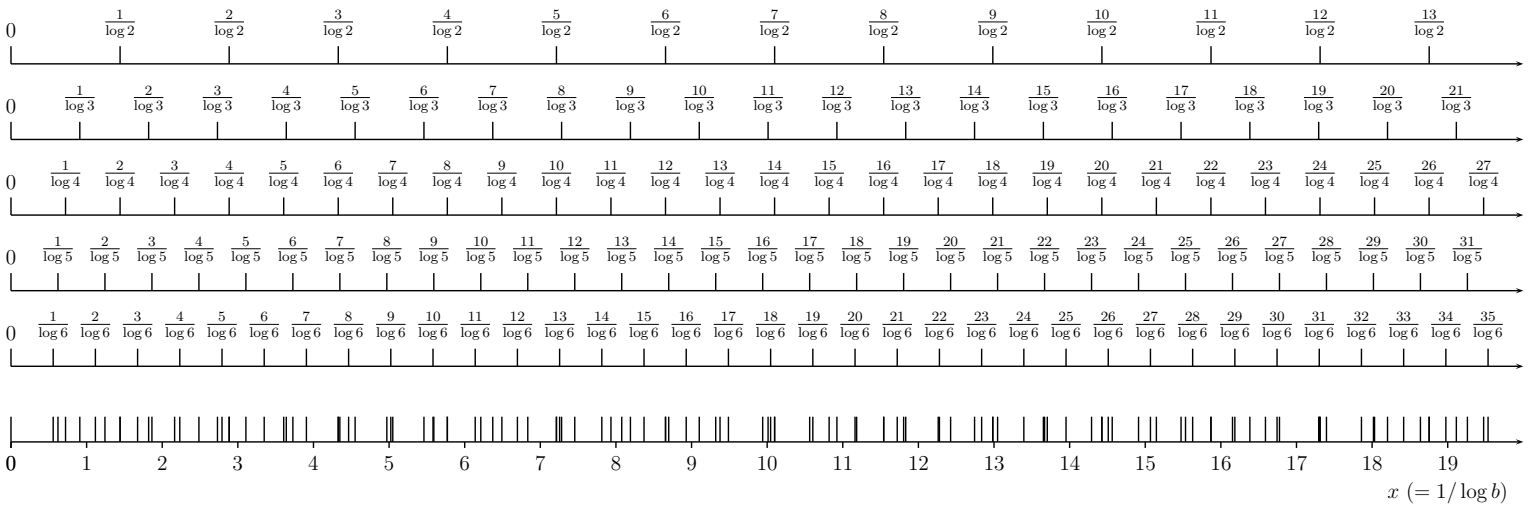 0 1/log 2 2/log 2 3/log 2 4/log 2 5/log 2 6/log 2 7/log 2 8/log 2 9/log 2 10/log 2 11/log 2 12/log 2 13/log 2
0 1/log 3 2/log 3 3/log 3 4/log 3 5/log 3 6/log 3 7/log 3 8/log 3 9/log 3 10/log 3 11/log 3 12/log 3 13/log 3 14/log 3 15/log 3 16/log 3 17/log 3 18/log 3 19/log 3 20/log 3 21/log 3
0 1/log 4 2/log 4 3/log 4 4/log 4 5/log 4 6/log 4 7/log 4 8/log 4 9/log 4 10/log 4 11/log 4 12/log 4 13/log 4 14/log 4 15/log 4 16/log 4 17/log 4 18/log 4 19/log 4 20/log 4 21/log 4 22/log 4 23/log 4 24/log 4 25/log 4 26/log 4 27/log 4
0 1/log 5 2/log 5 3/log 5 4/log 5 5/log 5 6/log 5 7/log 5 8/log 5 9/log 5 10/log 5 11/log 5 12/log 5 13/log 5 14/log 5 15/log 5 16/log 5 17/log 5 18/log 5 19/log 5 20/log 5 21/log 5 22/log 5 23/log 5 24/log 5 25/log 5 26/log 5 27/log 5 28/log 5 29/log 5 30/log 5 31/log 5
0 1/log 6 2/log 6 3/log 6 4/log 6 5/log 6 6/log 6 7/log 6 8/log 6 9/log 6 10/log 6 11/log 6 12/log 6 13/log 6 14/log 6 15/log 6 16/log 6 17/log 6 18/log 6 19/log 6 20/log 6 21/log 6 22/log 6 23/log 6 24/log 6 25/log 6 26/log 6 27/log 6 28/log 6 29/log 6 30/log 6 31/log 6 32/log 6 33/log 6 34/log 6 35/log 6
0 1 2 3 4 5 6 7 8 9 10 11 12 13 14 15 16 17 18 19
x (= 1/ log b)